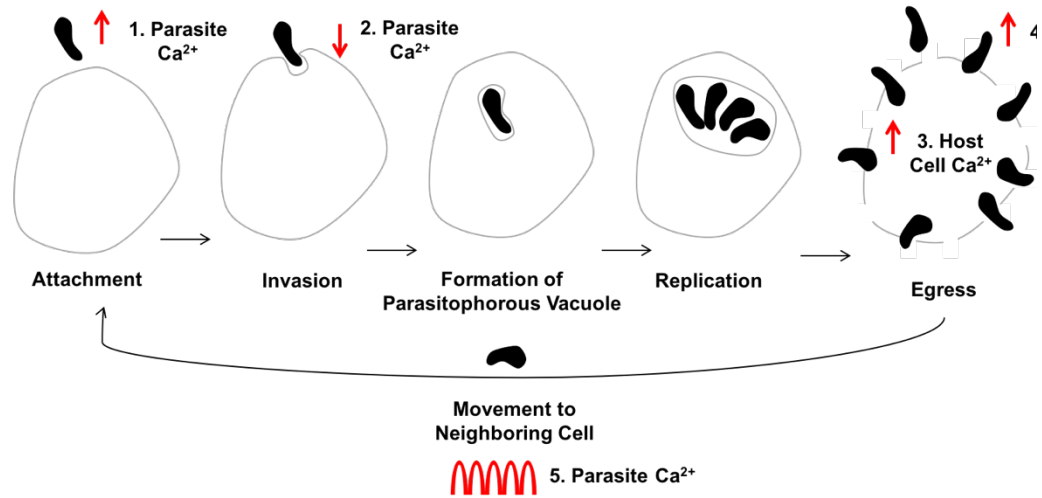 1. Parasite
Ca²⁺
2. Parasite
Ca²⁺
4
3. Host
Cell Ca²⁺
Attachment
Invasion
Formation of
Parasitophorous Vacuole
Replication
Egress
Movement to
Neighboring Cell
5. Parasite Ca²⁺